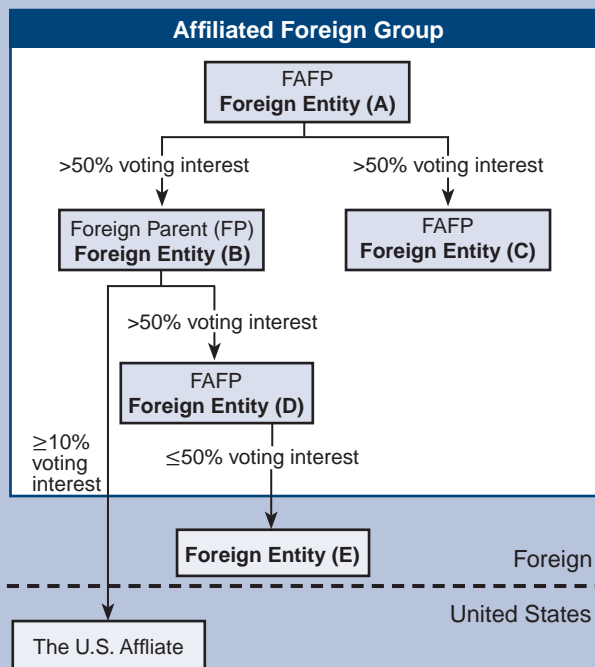 Affiliated Foreign Group
FAFP
Foreign Entity (A)
>50% voting interest
>50% voting interest
Foreign Parent (FP)
Foreign Entity (B)
FAFP
Foreign Entity (C)
>50% voting interest
FAFP
Foreign Entity (D)
≥10%
voting
interest
≤50% voting interest
Foreign Entity (E)
Foreign
United States
The U.S. Affliate